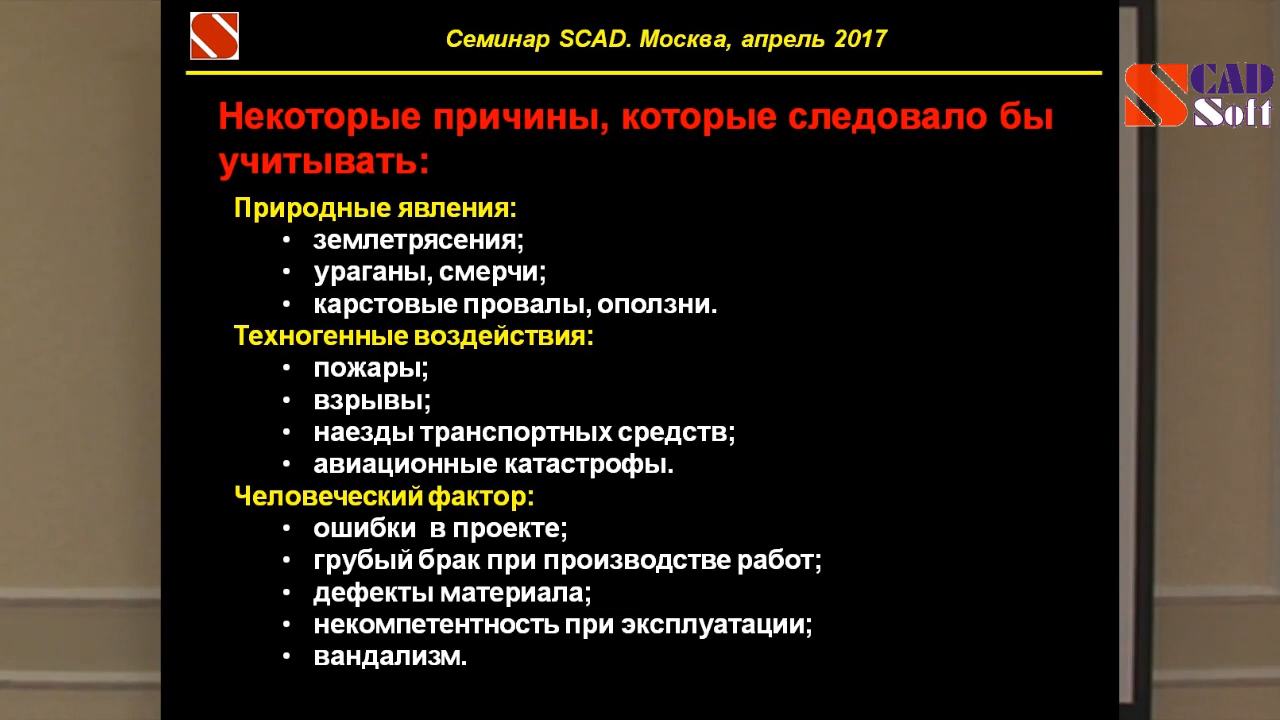 Семинар SCAD. Москва, апрель 2017
SCAD
Soft
Некоторые причины, которые следовало бы
учитывать:
Природные явления:
• землетрясения;
• ураганы, смерчи;
• карстовые провалы, оползни.
Техногенные воздействия:
• пожары;
• взрывы;
• наезды транспортных средств;
• авиационные катастрофы.
Человеческий фактор:
• ошибки в проекте;
• грубый брак при производстве работ;
• дефекты материала;
• некомпетентность при эксплуатации;
• вандализм.